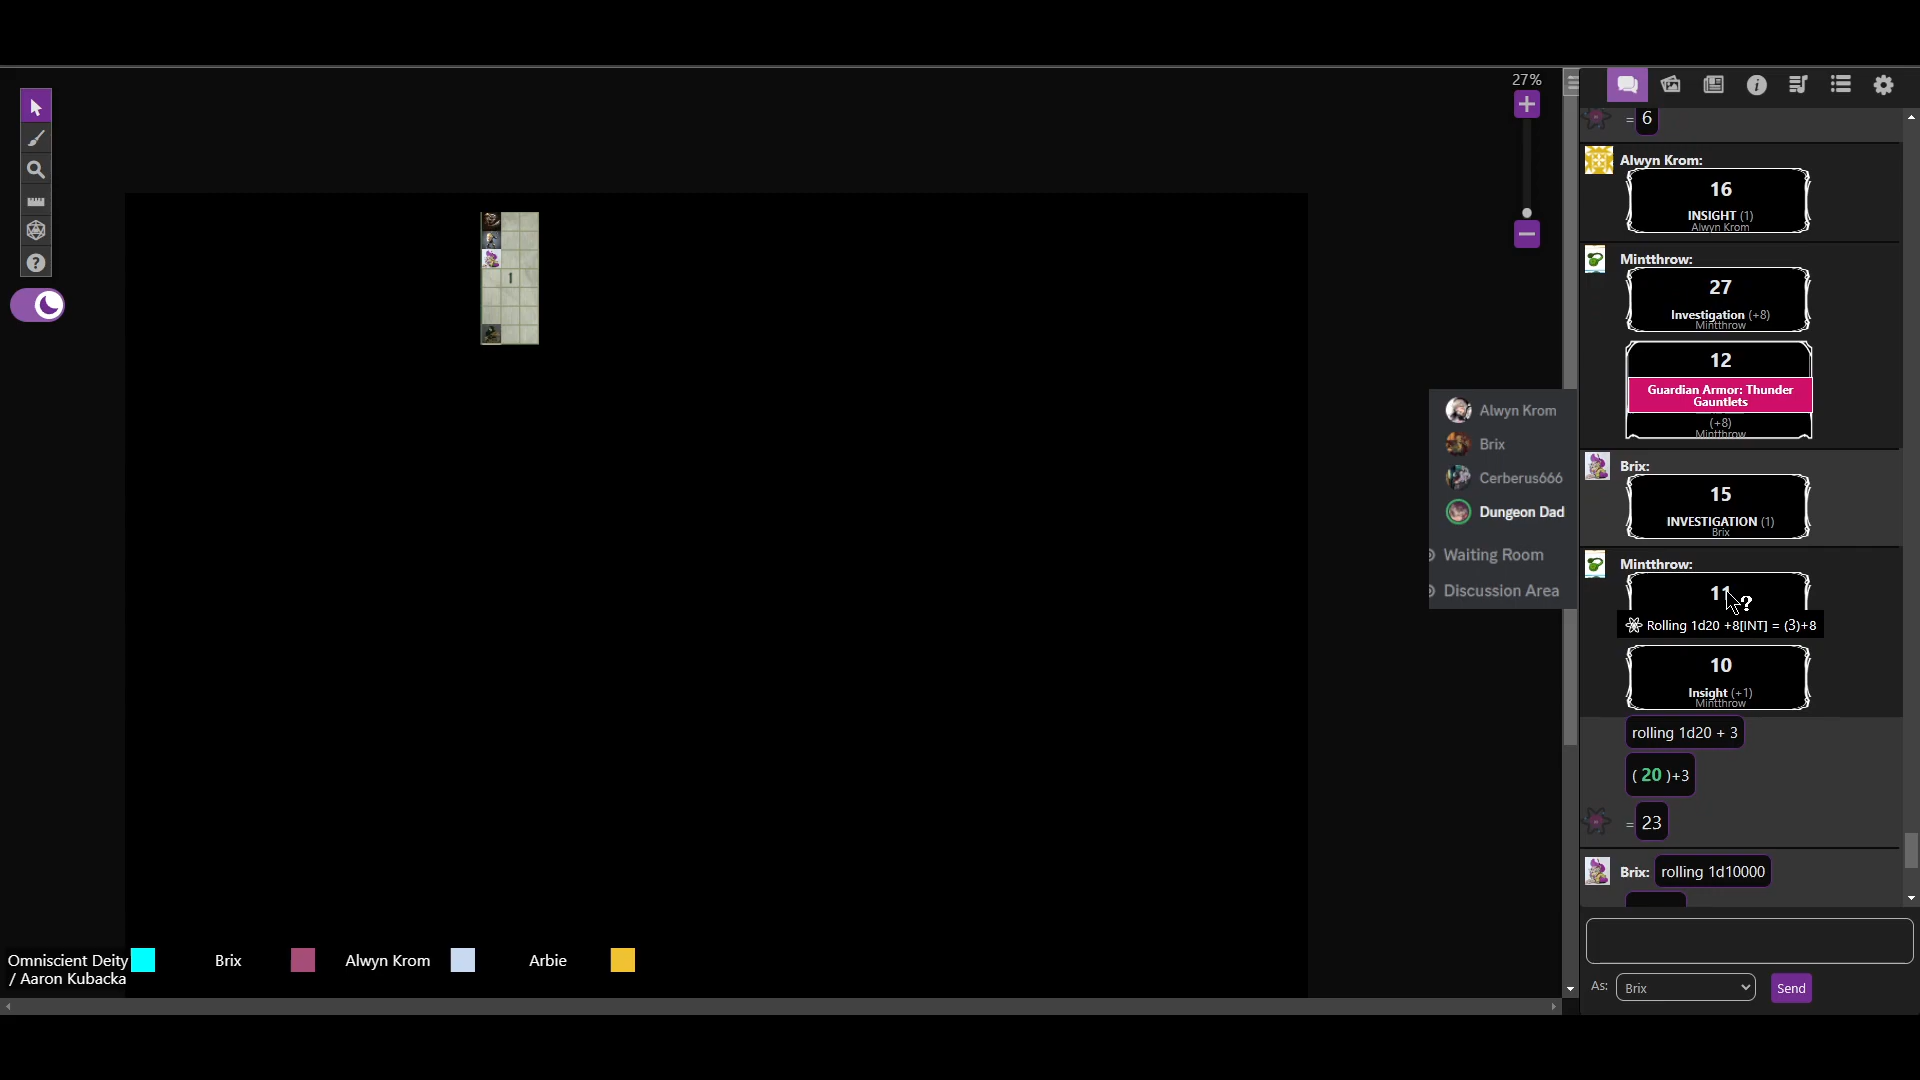 27%
= 6
Alwyn Krom:
16
INSIGHT (1)
Alwyn Krom
Mintthrow:
27
Investigation (+8)
Mintthrow
12
Guardian Armor: Thunder
Gauntlets
(+8)
Mintthrow
Brix:
15
INVESTIGATION (1)
Brix
Mintthrow:
11
Rolling 1d20 +8[INT] = (3)+8
10
Insight (+1)
Mintthrow
rolling 1d20 + 3
( 20 )+3
= 23
Brix: rolling 1d10000
As: Brix Send
1
Alwyn Krom
Brix
Cerberus666
Dungeon Dad
Waiting Room
Discussion Area
Omniscient Deity
/ Aaron Kubacka
Brix
Alwyn Krom
Arbie